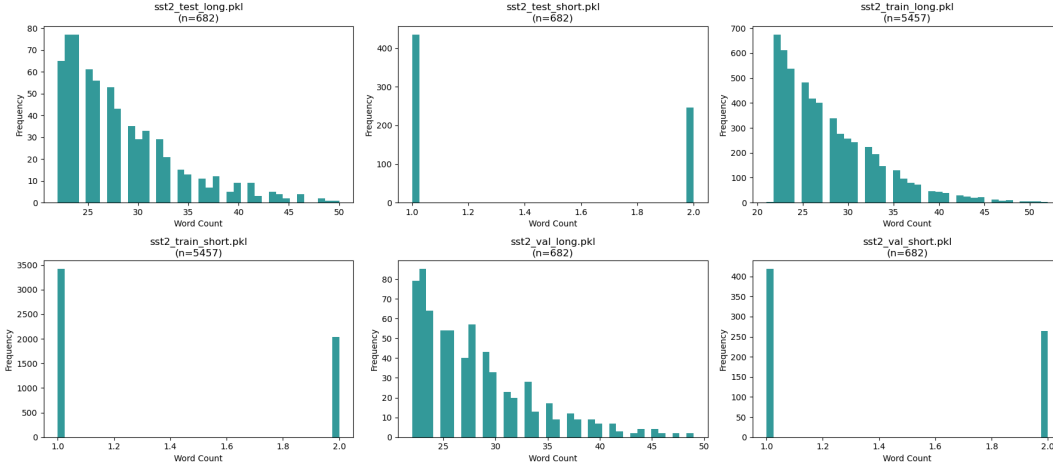 sst2_test_long.pkl
(n=682)
80
70
60
50
40
30
20
10
0
Frequency
25 30 35 40 45 50
Word Count
sst2_test_short.pkl
(n=682)
400
300
200
100
0
Frequency
1.0 1.2 1.4 1.6 1.8 2.0
Word Count
sst2_train_long.pkl
(n=5457)
700
600
500
400
300
200
100
0
Frequency
20 25 30 35 40 45 50
Word Count
sst2_train_short.pkl
(n=5457)
3500
3000
2500
2000
1500
1000
500
0
Frequency
1.0 1.2 1.4 1.6 1.8 2.0
Word Count
sst2_val_long.pkl
(n=682)
80
70
60
50
40
30
20
10
0
Frequency
25 30 35 40 45 50
Word Count
sst2_val_short.pkl
(n=682)
400
350
300
250
200
150
100
50
0
Frequency
1.0 1.2 1.4 1.6 1.8 2.0
Word Count